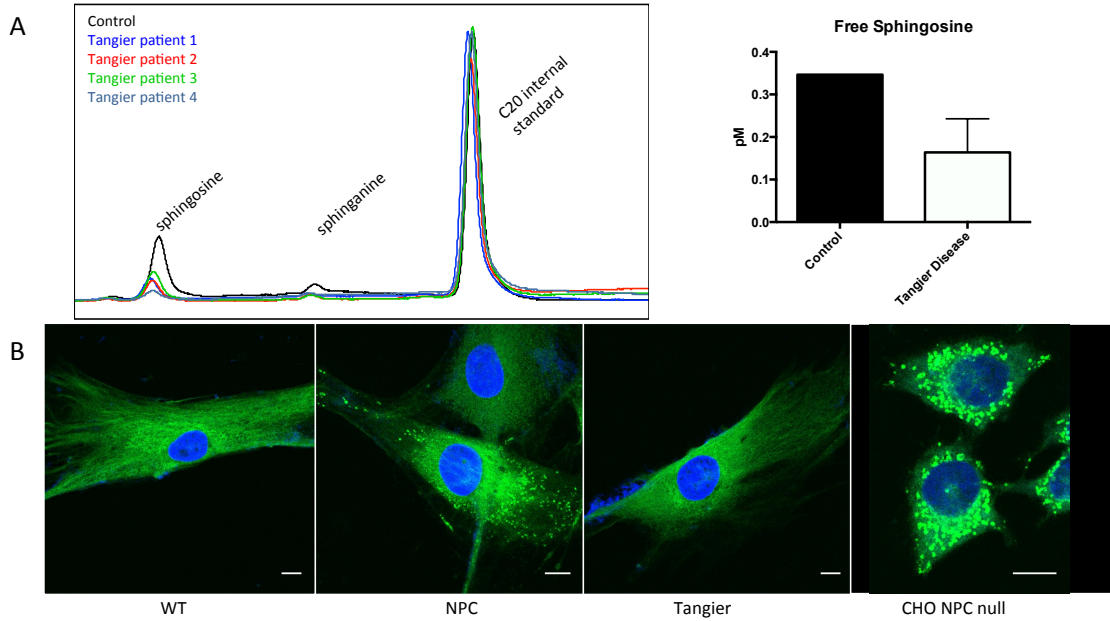 A
Control
Tangier patient 1
Tangier patient 2
Tangier patient 3
Tangier patient 4
sphingosine
sphinganine
C20 internal
standard
Free Sphingosine
pM
0.4
0.3
0.2
0.1
0.0
Control
Tangier Disease
B
WT
NPC
Tangier
CHO NPC null